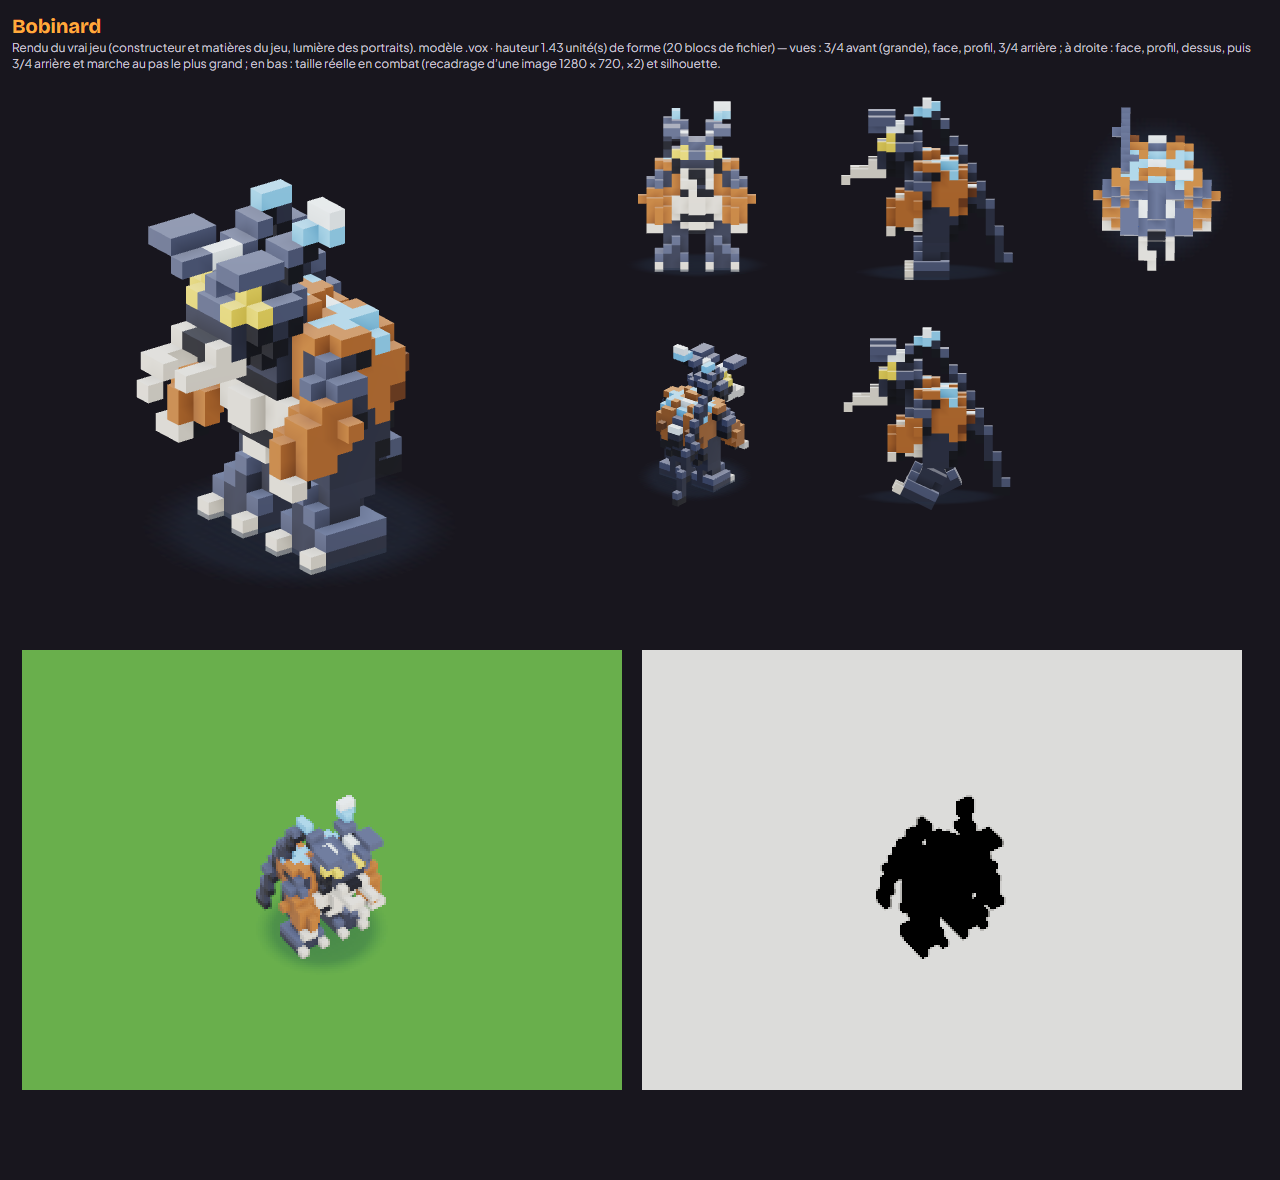 Bobinard
Rendu du vrai jeu (constructeur et matières du jeu, lumière des portraits). modèle .vox · hauteur 1.43 unité(s) de forme (20 blocs de fichier) — vues : 3/4 avant (grande), face, profil, 3/4 arrière ; à droite : face, profil, dessus, puis
3/4 arrière et marche au pas le plus grand ; en bas : taille réelle en combat (recadrage d’une image 1280 × 720, ×2) et silhouette.